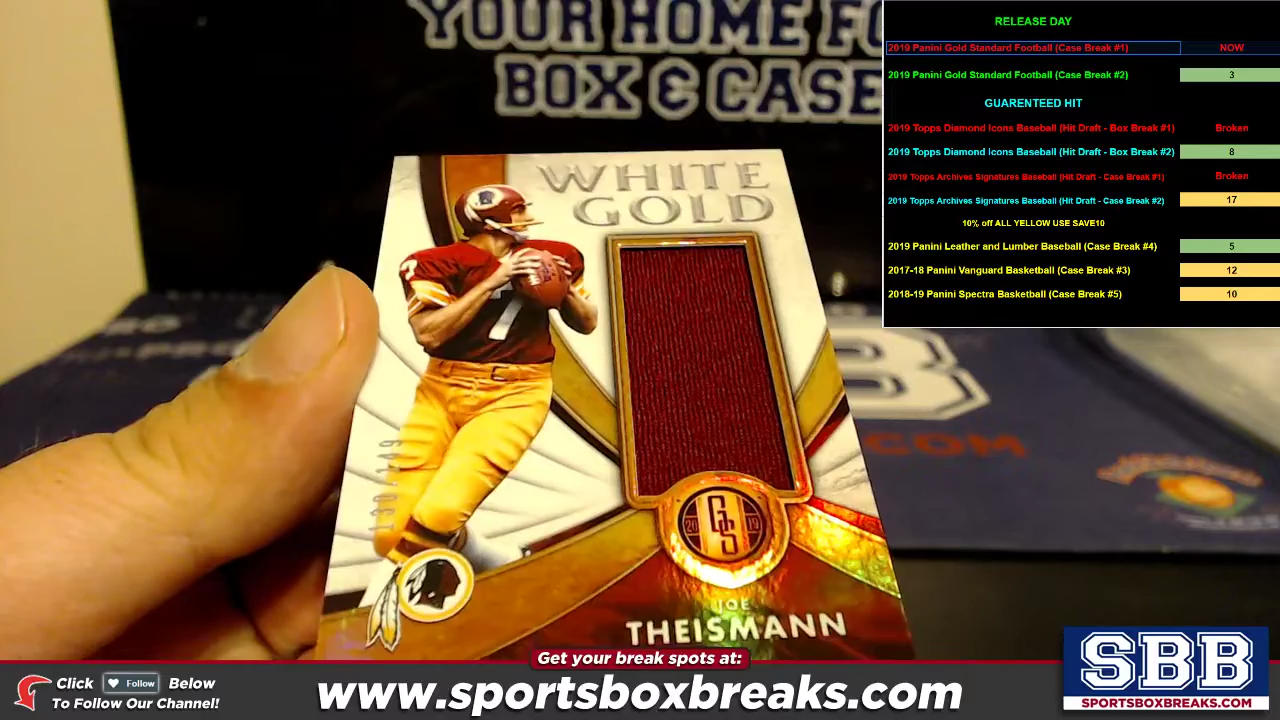 YOUR HOME FO
BOX & CASE
RELEASE DAY
2019 Panini Gold Standard Football (Case Break #1) NOW
2019 Panini Gold Standard Football (Case Break #2) 3
GUARENTEED HIT
2019 Topps Diamond Icons Baseball (Hit Draft - Box Break #1) Broken
2019 Topps Diamond Icons Baseball (Hit Draft - Box Break #2) 8
2019 Topps Archives Signatures Baseball (Hit Draft - Case Break #1) Broken
2019 Topps Archives Signatures Baseball (Hit Draft - Case Break #2) 17
10% off ALL YELLOW USE SAVE10
2019 Panini Leather and Lumber Baseball (Case Break #4) 5
2017-18 Panini Vanguard Basketball (Case Break #3) 12
2018-19 Panini Spectra Basketball (Case Break #5) 10
WHITE
GOLD
7
130/149
20 GS 19
JOE
THEISMANN
B
.COM
Get your break spots at:
Click Follow Below
To Follow Our Channel!
www.sportsboxbreaks.com
SBB
SPORTSBOXBREAKS.COM